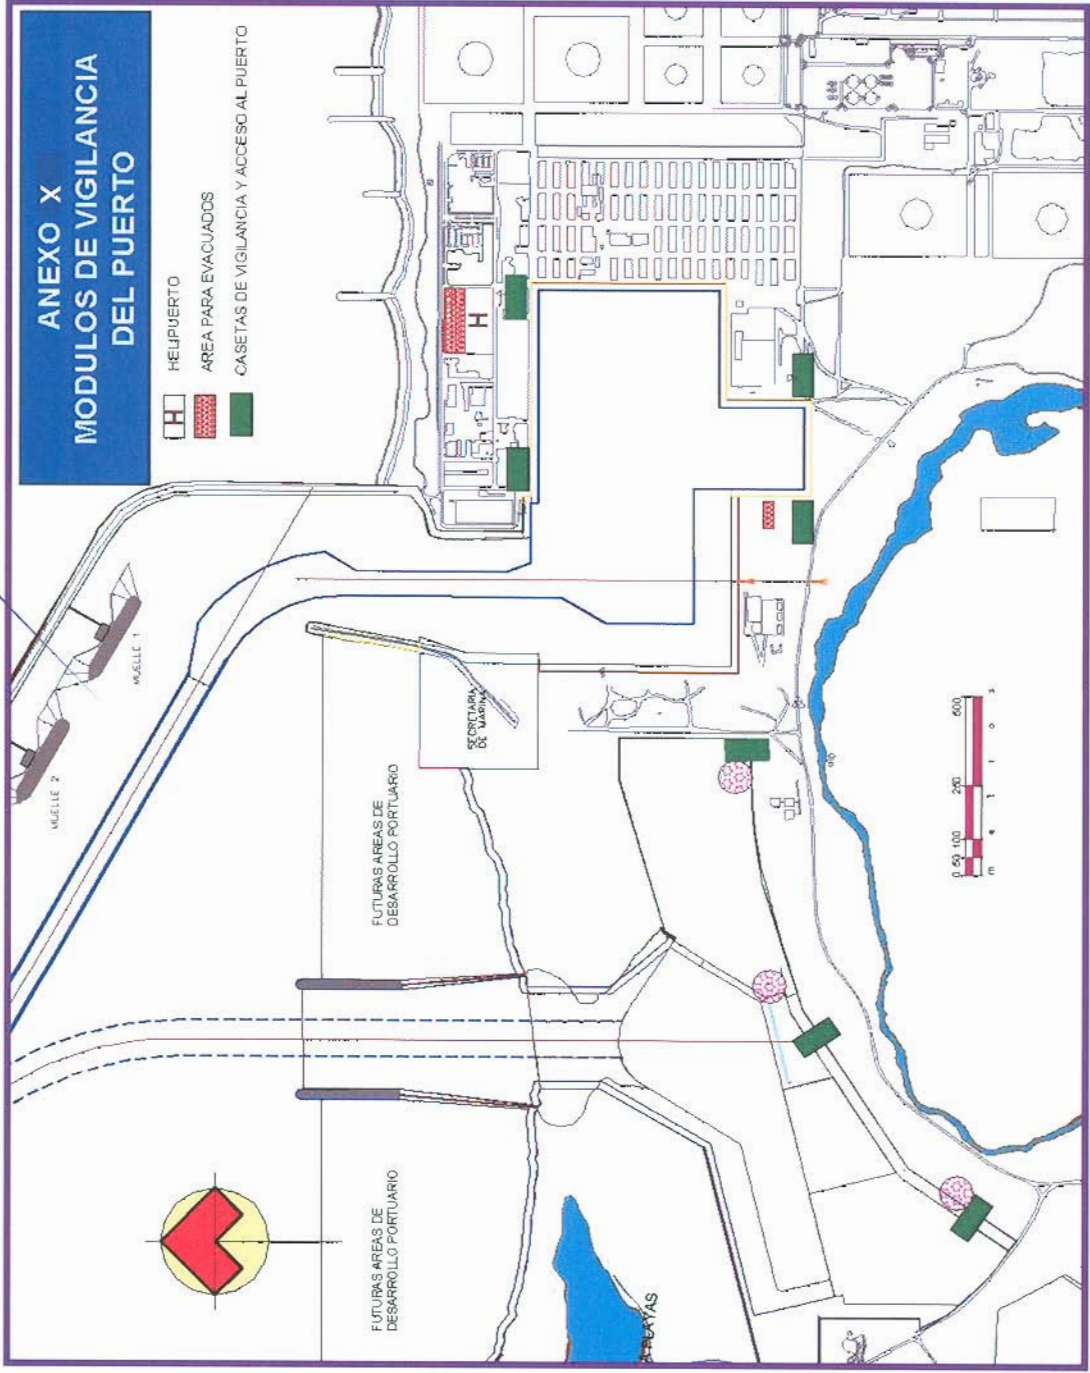 ANEXO X
MODULOS DE VIGILANCIA
DEL PUERTO
H
HELIPUERTO
AREA PARA EVACUADOS
CASETAS DE VIGILANCIA Y ACCESO AL PUERTO
H
MUELLE 1
MUELLE 2
SECRETARIA
DE MARINA
FUTURAS AREAS DE
DESARROLLO PORTUARIO
FUTURAS AREAS DE
DESARROLLO PORTUARIO
0 50 100 250 500
m e t r o s